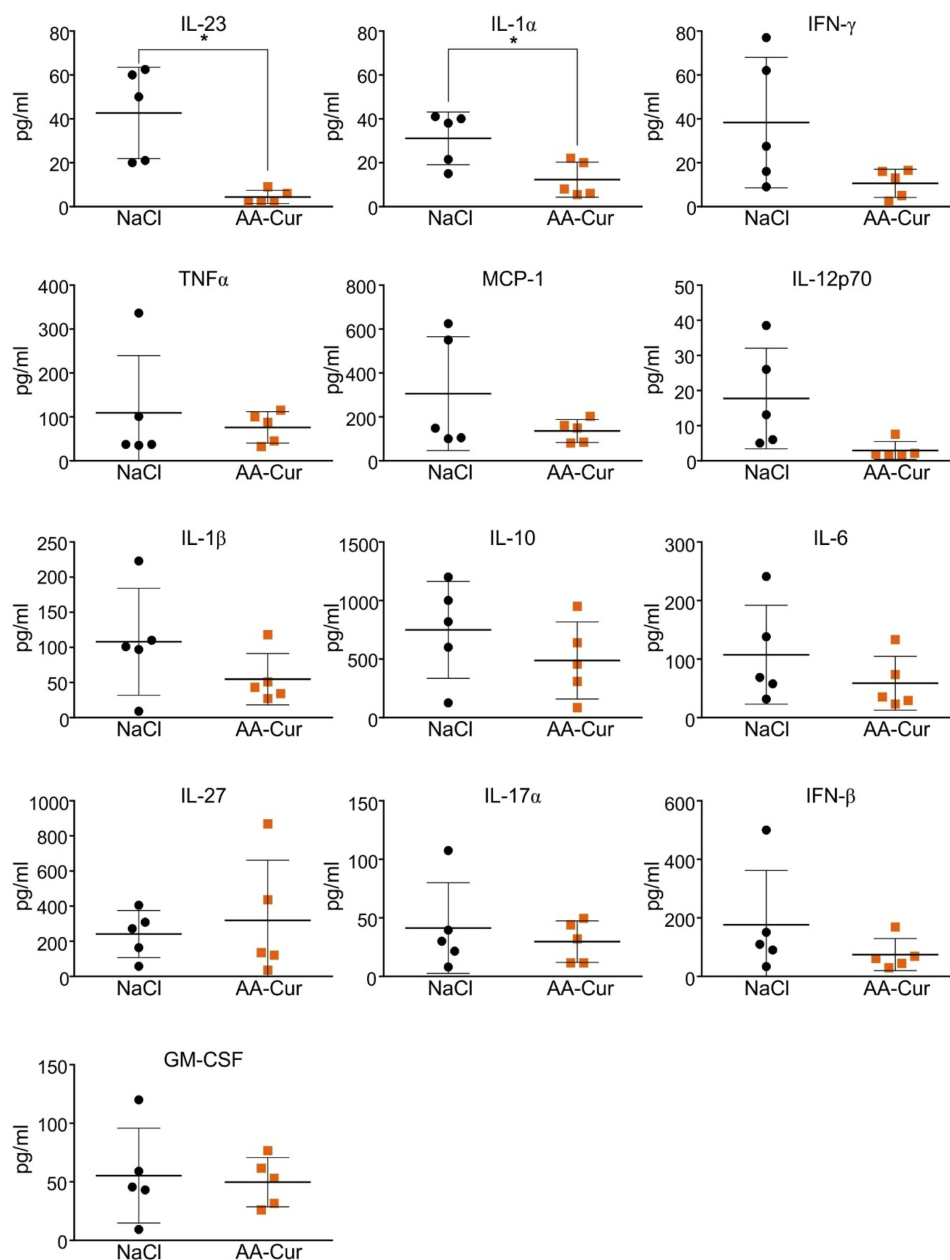 IL-23
*
pg/ml
80
60
40
20
0
NaCl
AA-Cur
IL-1α
*
pg/ml
80
60
40
20
0
NaCl
AA-Cur
IFN-γ
pg/ml
80
60
40
20
0
NaCl
AA-Cur
TNFα
pg/ml
400
300
200
100
0
NaCl
AA-Cur
MCP-1
pg/ml
800
600
400
200
0
NaCl
AA-Cur
IL-12p70
pg/ml
50
40
30
20
10
0
NaCl
AA-Cur
IL-1β
pg/ml
250
200
150
100
50
0
NaCl
AA-Cur
IL-10
pg/ml
1500
1000
500
0
NaCl
AA-Cur
IL-6
pg/ml
300
200
100
0
NaCl
AA-Cur
IL-27
pg/ml
1000
800
600
400
200
0
NaCl
AA-Cur
IL-17α
pg/ml
150
100
50
0
NaCl
AA-Cur
IFN-β
pg/ml
600
400
200
0
NaCl
AA-Cur
GM-CSF
pg/ml
150
100
50
0
NaCl
AA-Cur